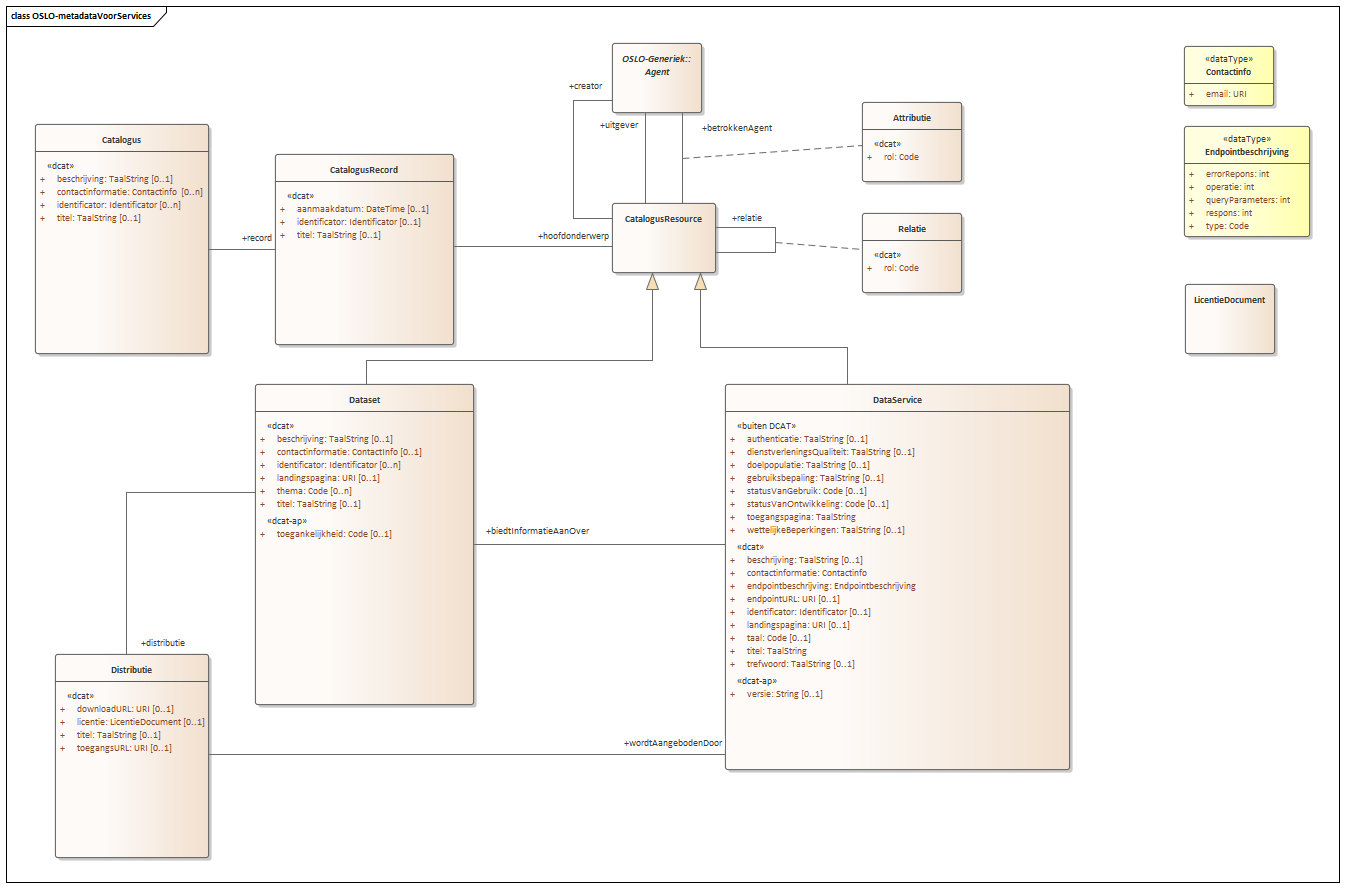 class OSLO-metadataVoorServices
OSLO-Generiek::
Agent
+creator
+uitgever
+betrokkenAgent
«dataType»
Contactinfo
+ email: URI
Attributie
«dcat»
+ rol: Code
«dataType»
Endpointbeschrijving
+ errorRepons: int
+ operatie: int
+ queryParameters: int
+ respons: int
+ type: Code
Catalogus
«dcat»
+ beschrijving: TaalString [0..1]
+ contactinformatie: Contactinfo [0..n]
+ identificator: Identificator [0..n]
+ titel: TaalString [0..1]
+record
CatalogusRecord
«dcat»
+ aanmaakdatum: DateTime [0..1]
+ identificator: Identificator [0..1]
+ titel: TaalString [0..1]
+hoofdonderwerp
CatalogusResource
+relatie
Relatie
«dcat»
+ rol: Code
LicentieDocument
Dataset
«dcat»
+ beschrijving: TaalString [0..1]
+ contactinformatie: ContactInfo [0..1]
+ identificator: Identificator [0..n]
+ landingspagina: URI [0..1]
+ thema: Code [0..n]
+ titel: TaalString [0..1]
«dcat-ap»
+ toegankelijkheid: Code [0..1]
+biedtInformatieAanOver
DataService
«buiten DCAT»
+ authenticatie: TaalString [0..1]
+ dienstverleningsQualiteit: TaalString [0..1]
+ doelpopulatie: TaalString [0..1]
+ gebruiksbepaling: TaalString [0..1]
+ statusVanGebruik: Code [0..1]
+ statusVanOntwikkeling: Code [0..1]
+ toegangspagina: TaalString
+ wettelijkeBeperkingen: TaalString [0..1]
«dcat»
+ beschrijving: TaalString [0..1]
+ contactinformatie: Contactinfo
+ endpointbeschrijving: Endpointbeschrijving
+ endpointURL: URI [0..1]
+ identificator: Identificator [0..1]
+ landingspagina: URI [0..1]
+ taal: Code [0..1]
+ titel: TaalString
+ trefwoord: TaalString [0..1]
«dcat-ap»
+ versie: String [0..1]
+distributie
Distributie
«dcat»
+ downloadURL: URI [0..1]
+ licentie: LicentieDocument [0..1]
+ titel: TaalString [0..1]
+ toegangsURL: URI [0..1]
+wordtAangebodenDoor